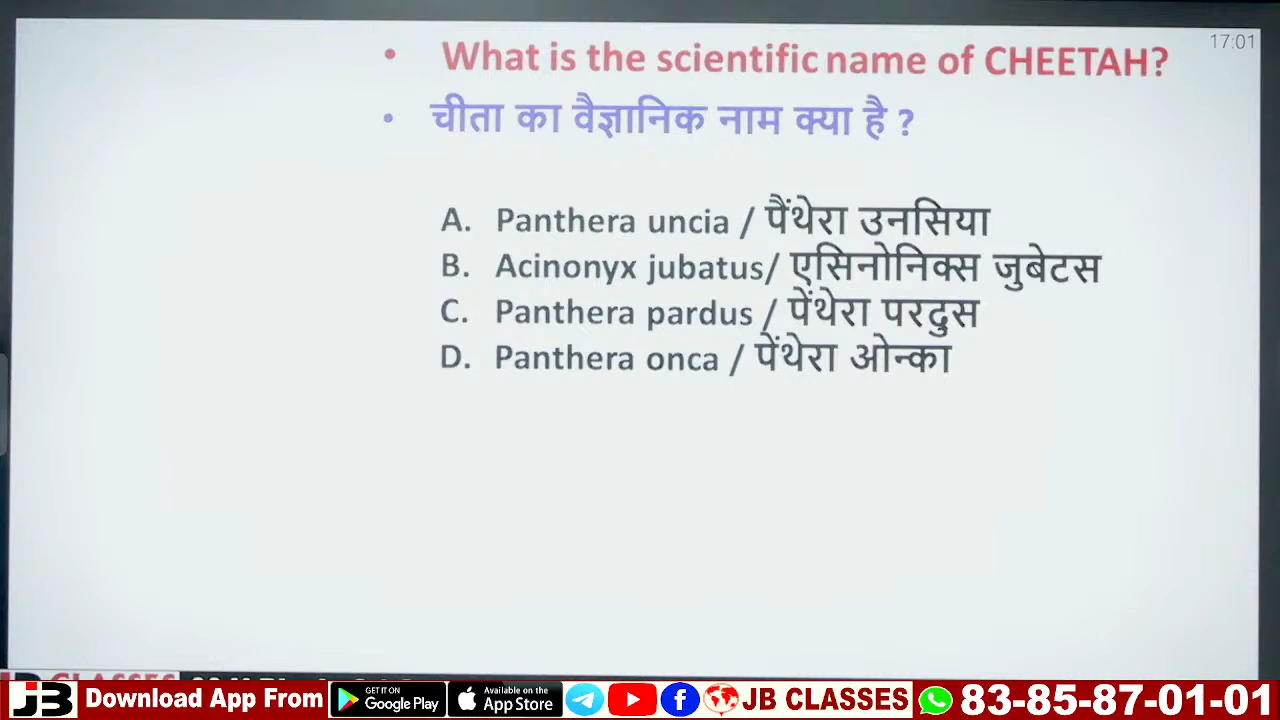 17:01
• What is the scientific name of CHEETAH?
• चीता का वैज्ञानिक नाम क्या है ?
A. Panthera uncia / पैंथेरा उनसिया
B. Acinonyx jubatus/ एसिनोनिक्स जुबेटस
C. Panthera pardus / पेंथेरा परदुस
D. Panthera onca / पेंथेरा ओन्का
CLASSES
JB Download App From GET IT ON Google Play Available on the App Store JB CLASSES 83-85-87-01-01